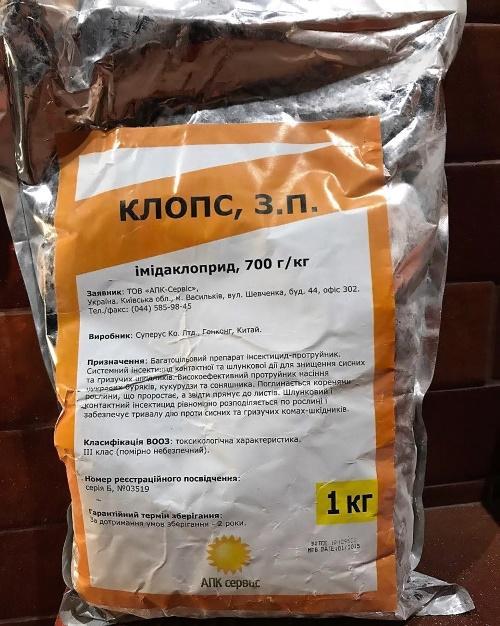 КЛОПС, З.П.
імідаклоприд, 700 г/кг
Заявник: ТОВ «АПК-Сервіс»,
Україна. Київська обл., м. Васильків, вул. Шевченка, буд. 44, офіс 302.
Тел./факс: (044) 585-98-45
Виробник: Суперус Ко. Лтд., Гонконг, Китай.
Призначення: Багатоцільовий препарат інсектицид-протруйник.
Системний інсектицид контактної та шлункової дії для знищення сисних
та гризучих шкідників. Високоефективний протруйник насіння
цукрових буряків, кукурудзи та соняшника. Поглинається коренями
рослини, що проростає, а звідти прямує до листів. Шлунковий і
контактний інсектицид рівномірно розподіляється по рослині і
забезпечує тривалу дію проти сисних та гризучих комах-шкідників.
Класифікація ВООЗ: токсикологічна характеристика.
III клас (помірно небезпечний).
Номер реєстраційного посвідчення:
серія Б, №03519
Гарантійний термін зберігання:
За дотримання умов зберігання – 2 роки.
1 кг
MFG DATE:01/2015
АПК сервіс